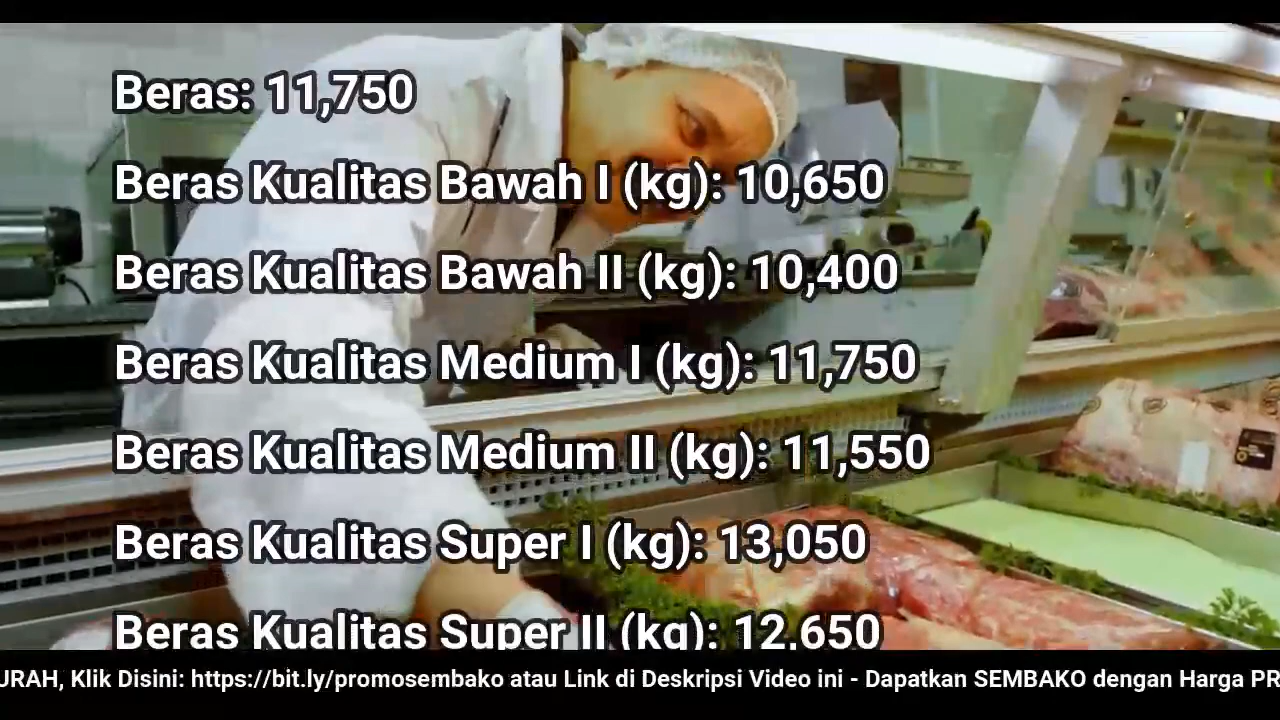 Beras: 11,750
Beras Kualitas Bawah I (kg): 10,650
Beras Kualitas Bawah II (kg): 10,400
Beras Kualitas Medium I (kg): 11,750
Beras Kualitas Medium II (kg): 11,550
Beras Kualitas Super I (kg): 13,050
Beras Kualitas Super II (kg): 12,650
URAH, Klik Disini: https://bit.ly/promosembako atau Link di Deskripsi Video ini - Dapatkan SEMBAKO dengan Harga PR